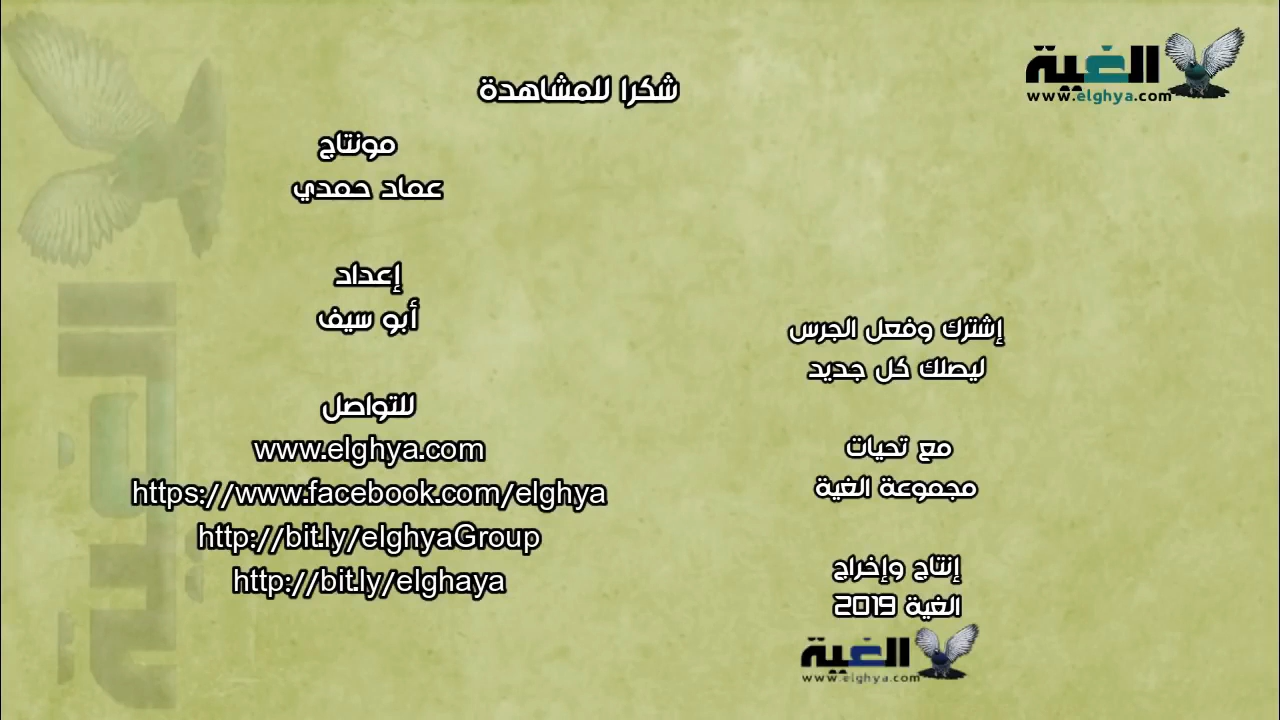 الغية
www.elghya.com
شكرا للمشاهدة
مونتاج
عماد حمدي
إعداد
أبو سيف
للتواصل
www.elghya.com
https://www.facebook.com/elghya
http://bit.ly/elghyaGroup
http://bit.ly/elghaya
إشترك وفعل الجرس
ليصلك كل جديد
مع تحيات
مجموعة الغية
إنتاج وإخراج
الغية 2019
الغية
www.elghya.com
الغية